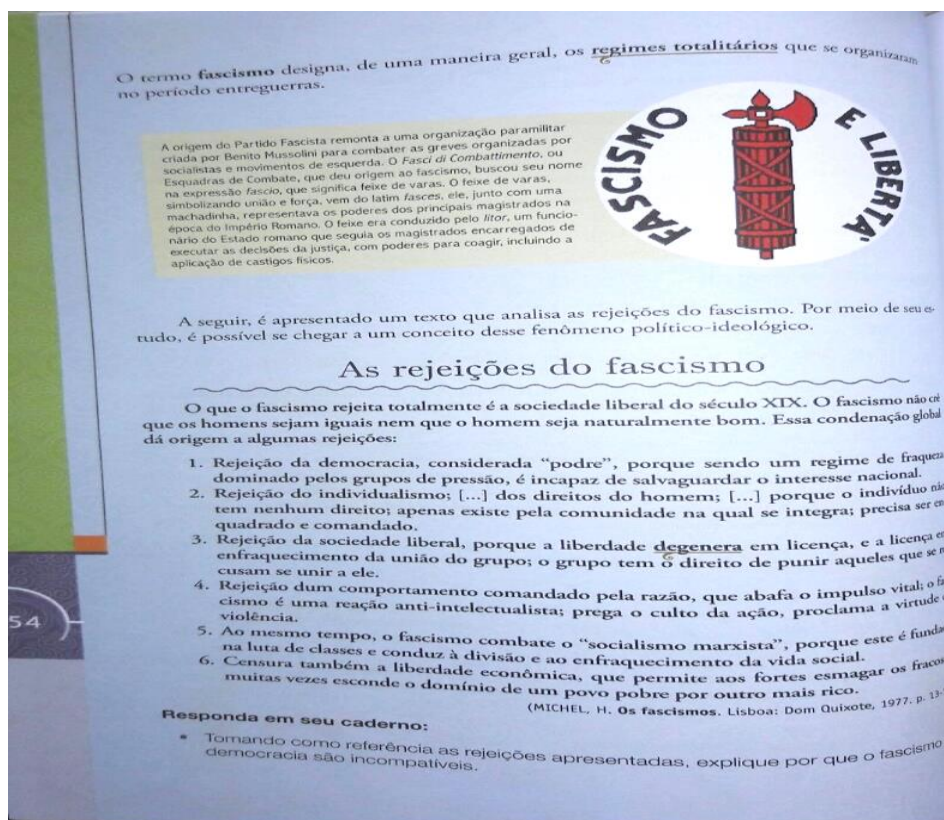 O termo fascismo designa, de uma maneira geral, os regimes totalitários que se organizaram
no período entreguerras.
A origem do Partido Fascista remonta a uma organização paramilitar
criada por Benito Mussolini para combater as greves organizadas por
socialistas e movimentos de esquerda. O Fasci di Combattimento, ou
Esquadras de Combate, que deu origem ao fascismo, buscou seu nome
na expressão fascio, que significa feixe de varas. O feixe de varas,
simbolizando união e força, vem do latim fasces, ele, junto com uma
machadinha, representava os poderes dos principais magistrados na
época do Império Romano. O feixe era conduzido pelo litor, um funcio-
nário do Estado romano que seguia os magistrados encarregados de
executar as decisões da justiça, com poderes para coagir, incluindo a
aplicação de castigos físicos.
FASCISMO E LIBERTÀ
A seguir, é apresentado um texto que analisa as rejeições do fascismo. Por meio de seu es-
tudo, é possível se chegar a um conceito desse fenômeno político-ideológico.
As rejeições do fascismo
O que o fascismo rejeita totalmente é a sociedade liberal do século XIX. O fascismo não crê
que os homens sejam iguais nem que o homem seja naturalmente bom. Essa condenação global
dá origem a algumas rejeições:
1. Rejeição da democracia, considerada “podre”, porque sendo um regime de fraqueza
dominado pelos grupos de pressão, é incapaz de salvaguardar o interesse nacional.
2. Rejeição do individualismo; [...] dos direitos do homem; [...] porque o indivíduo não
tem nenhum direito; apenas existe pela comunidade na qual se integra; precisa ser en
quadrado e comandado.
3. Rejeição da sociedade liberal, porque a liberdade degenera em licença, e a licença
enfraquecimento da união do grupo; o grupo tem o direito de punir aqueles que se
cusam se unir a ele.
4. Rejeição dum comportamento comandado pela razão, que abafa o impulso vital; o fa
cismo é uma reação anti-intelectualista; prega o culto da ação, proclama a virtude
violência.
5. Ao mesmo tempo, o fascismo combate o “socialismo marxista”, porque este é funda
na luta de classes e conduz à divisão e ao enfraquecimento da vida social.
6. Censura também a liberdade econômica, que permite aos fortes esmagar os fracos
muitas vezes esconde o domínio de um povo pobre por outro mais rico.
(MICHEL, H. Os fascismos. Lisboa: Dom Quixote, 1977. p. 13-
54
Responda em seu caderno:
• Tomando como referência as rejeições apresentadas, explique por que o fascismo
democracia são incompatíveis.